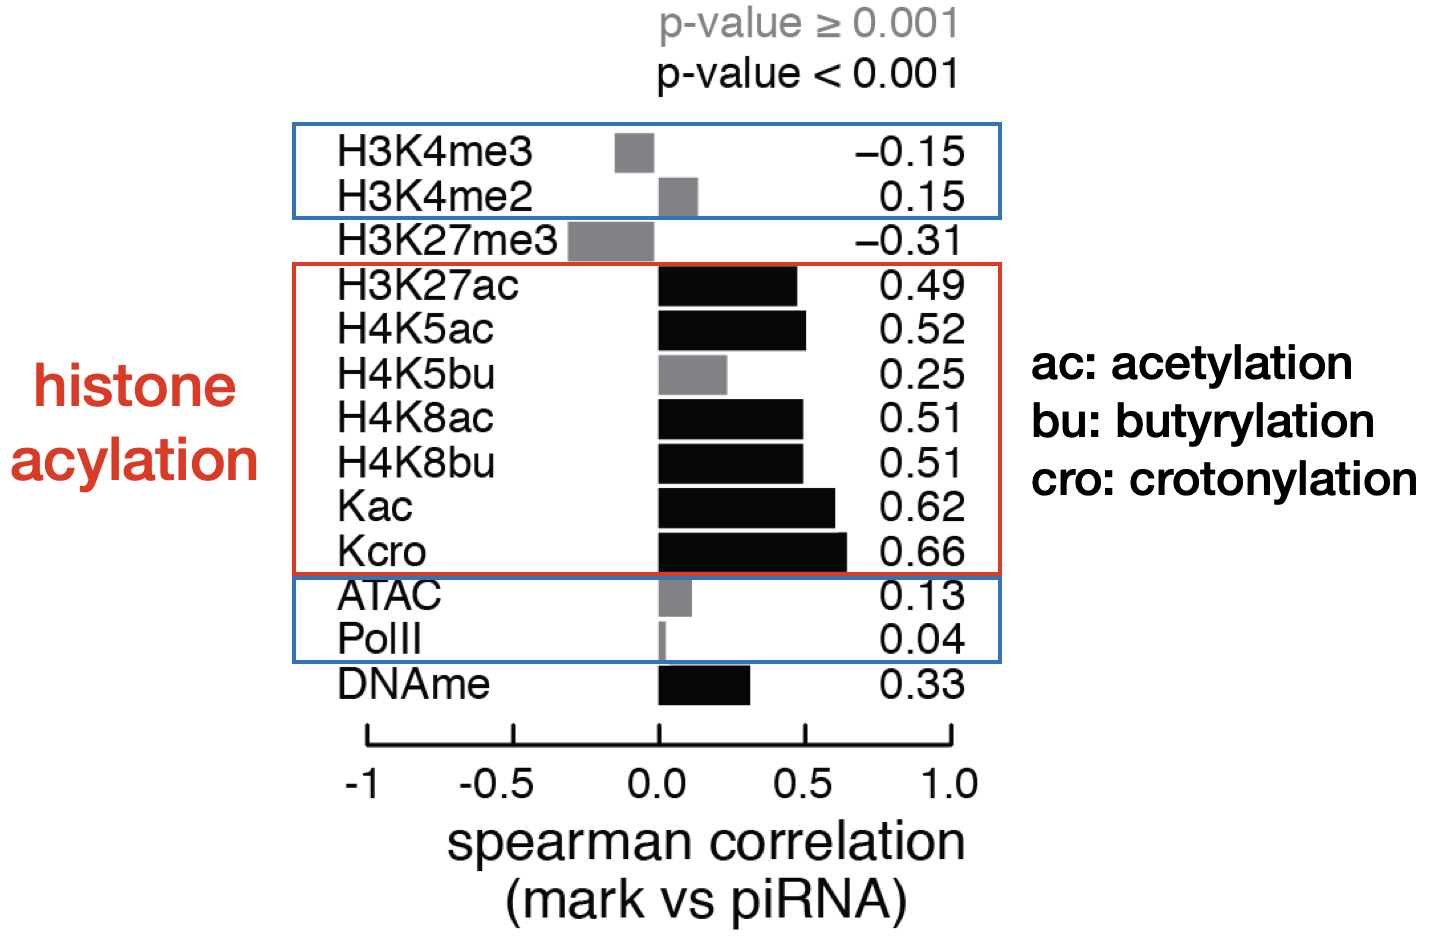 p-value ≥ 0.001
p-value < 0.001
H3K4me3 –0.15
H3K4me2 0.15
H3K27me3 –0.31
H3K27ac 0.49
H4K5ac 0.52
H4K5bu 0.25
H4K8ac 0.51
H4K8bu 0.51
Kac 0.62
Kcro 0.66
ATAC 0.13
PolII 0.04
DNAme 0.33
histone
acylation
ac: acetylation
bu: butyrylation
cro: crotonylation
-1 -0.5 0.0 0.5 1.0
spearman correlation
(mark vs piRNA)